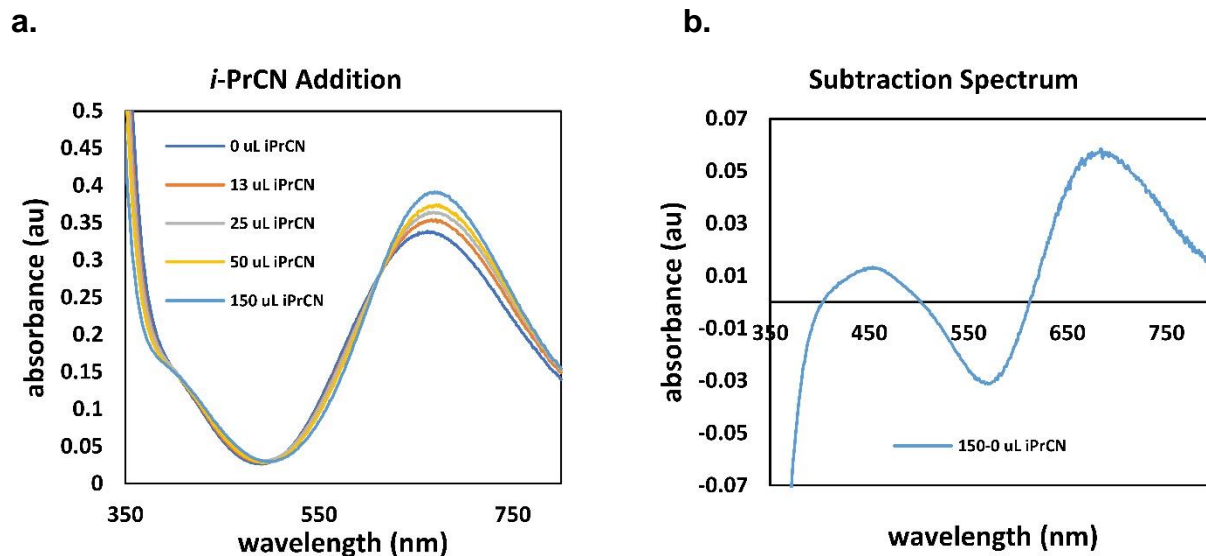 a.
i-PrCN Addition
absorbance (au)
0.5
0.45
0.4
0.35
0.3
0.25
0.2
0.15
0.1
0.05
0
0 uL iPrCN
13 uL iPrCN
25 uL iPrCN
50 uL iPrCN
150 uL iPrCN
350
550
750
wavelength (nm)
b.
Subtraction Spectrum
absorbance (au)
0.07
0.05
0.03
0.01
-0.01
-0.03
-0.05
-0.07
350
450
550
650
750
150-0 uL iPrCN
wavelength (nm)